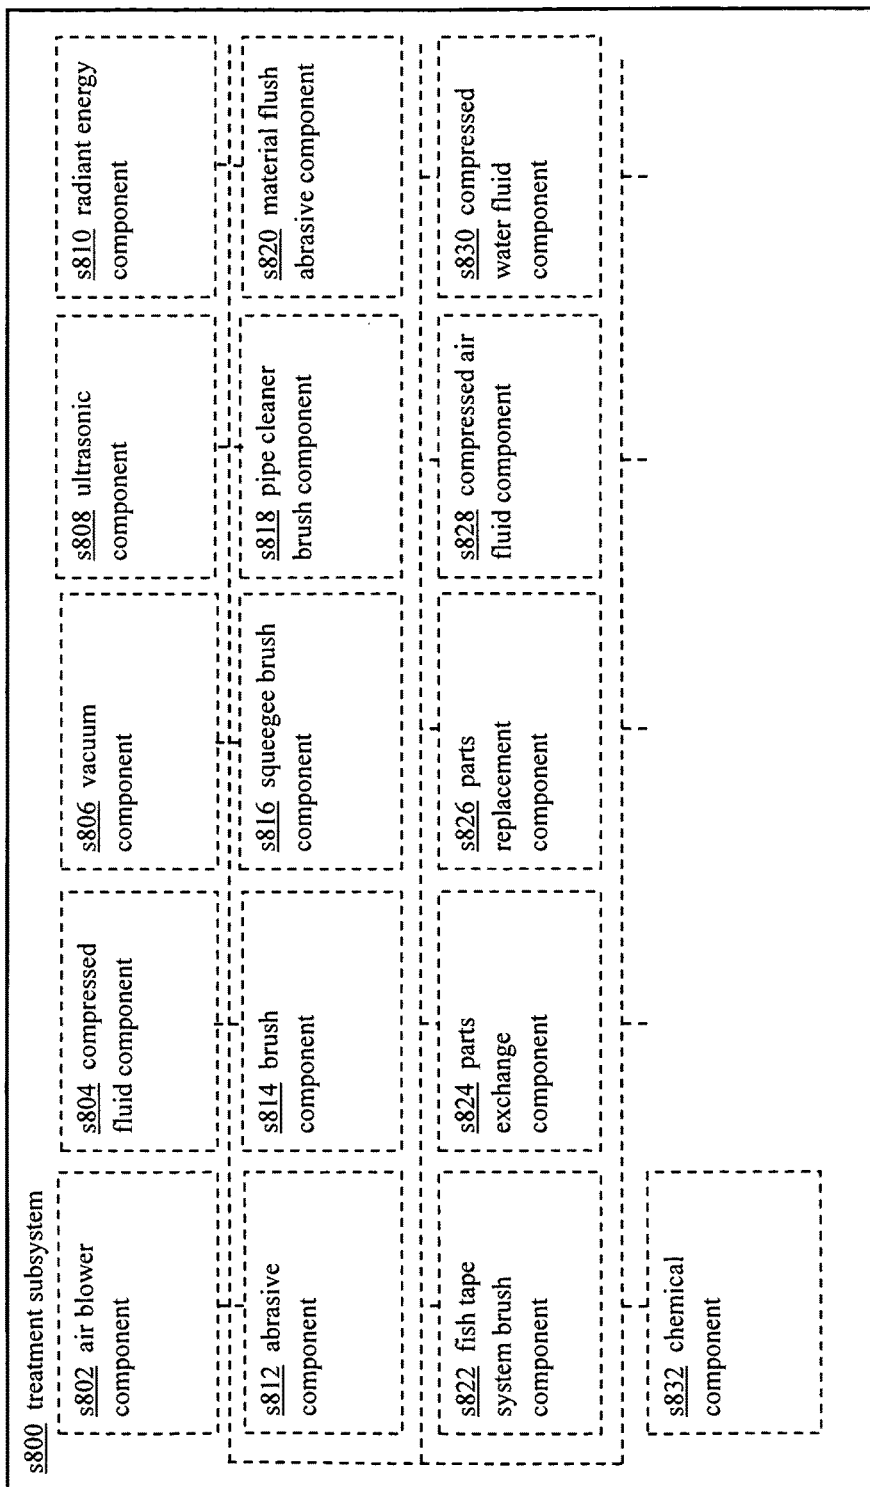 s800 treatment subsystem
s802 air blower
component
s804 compressed
fluid component
s806 vacuum
component
s808 ultrasonic
component
s810 radiant energy
component
s812 abrasive
component
s814 brush
component
s816 squeegee brush
component
s818 pipe cleaner
brush component
s820 material flush
abrasive component
s822 fish tape
system brush
component
s824 parts
exchange
component
s826 parts
replacement
component
s828 compressed air
fluid component
s830 compressed
water fluid
component
s832 chemical
component